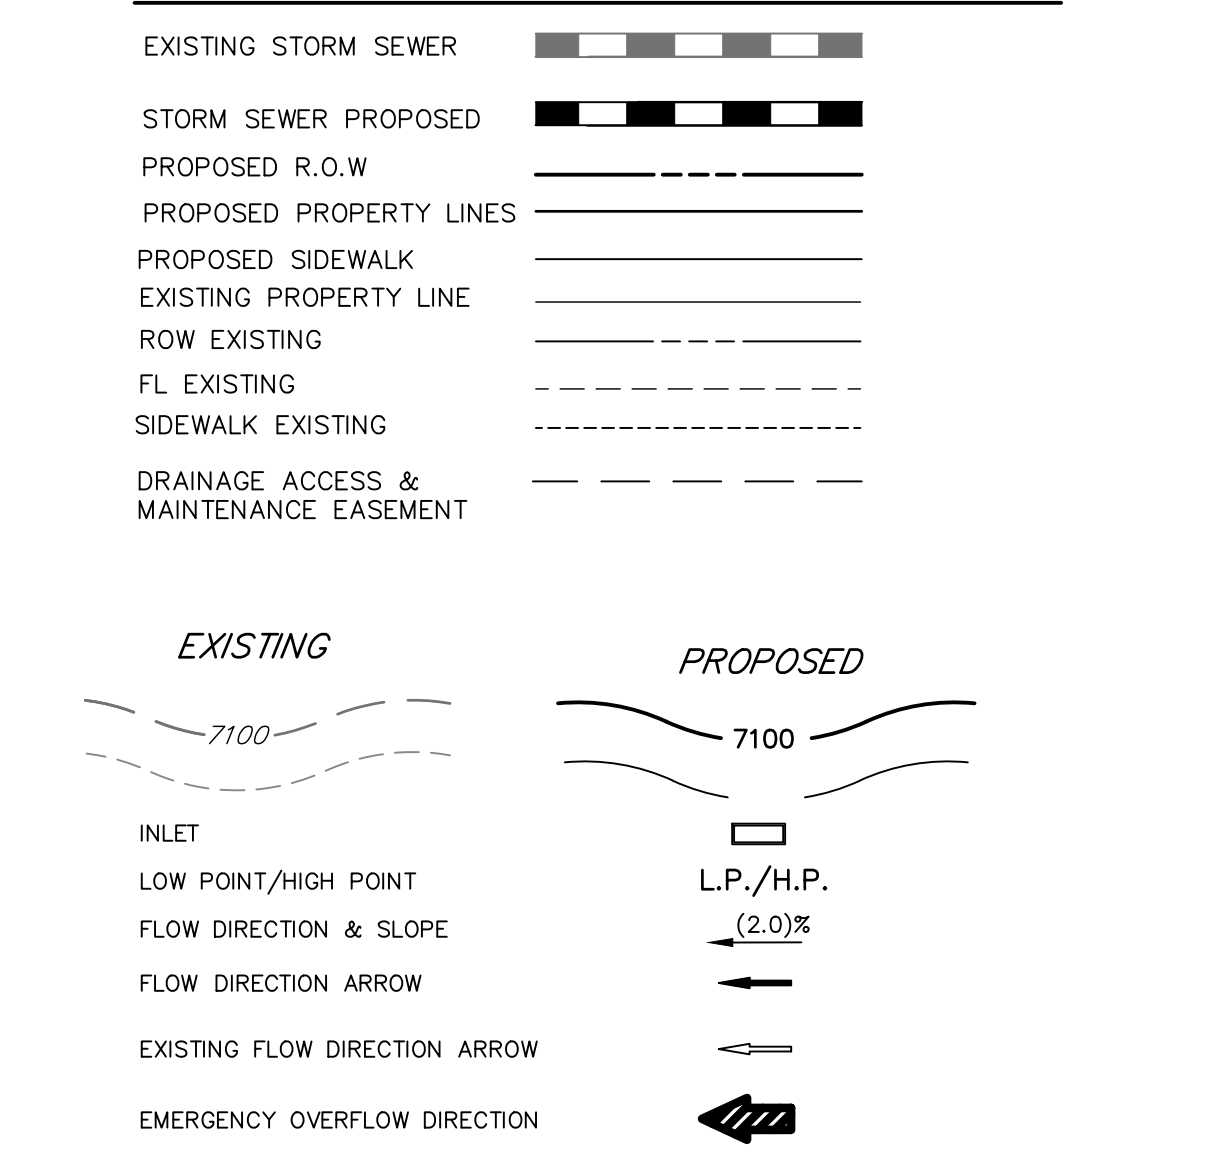 EXISTING STORM SEWER
STORM SEWER PROPOSED
PROPOSED R.O.W
PROPOSED PROPERTY LINES
PROPOSED SIDEWALK
EXISTING PROPERTY LINE
ROW EXISTING
FL EXISTING
SIDEWALK EXISTING
DRAINAGE ACCESS &
MAINTENANCE EASEMENT
EXISTING
PROPOSED
7100
7100
INLET
LOW POINT/HIGH POINT
L.P./H.P.
FLOW DIRECTION & SLOPE
(2.0)%
FLOW DIRECTION ARROW
EXISTING FLOW DIRECTION ARROW
EMERGENCY OVERFLOW DIRECTION